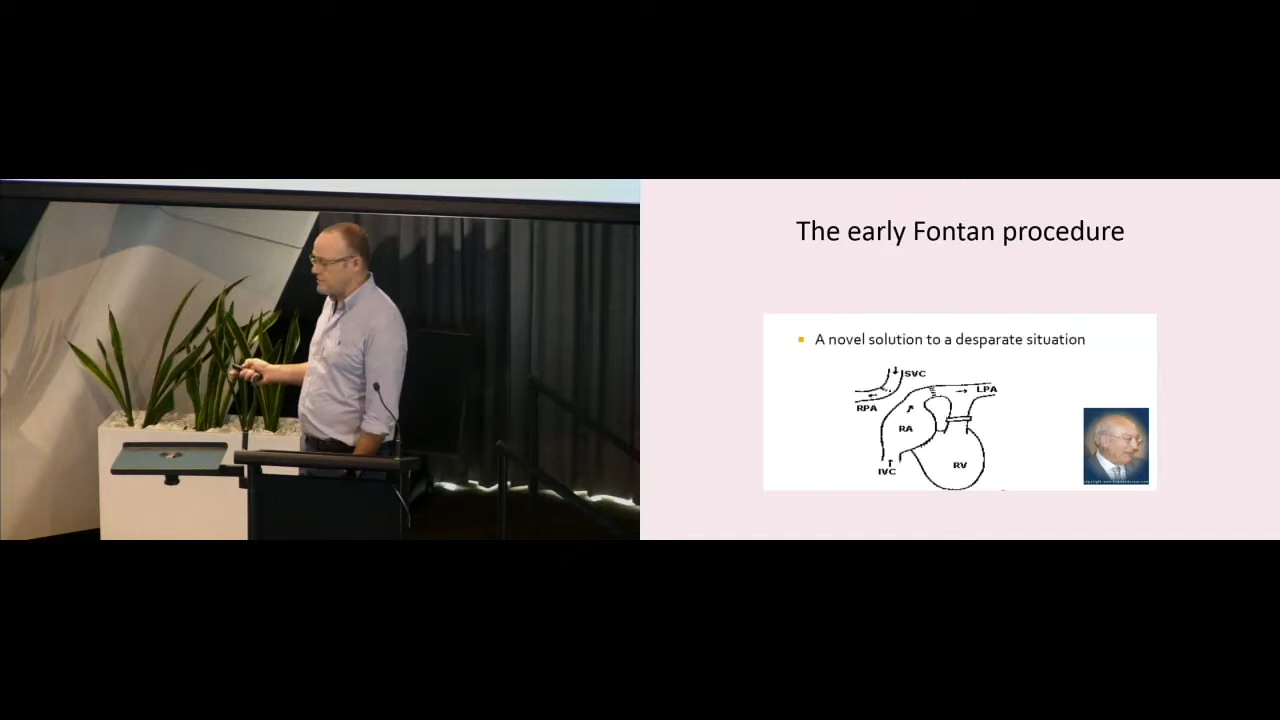 The early Fontan procedure
A novel solution to a desparate situation
SVC
LPA
RPA
RA
RV
IVC